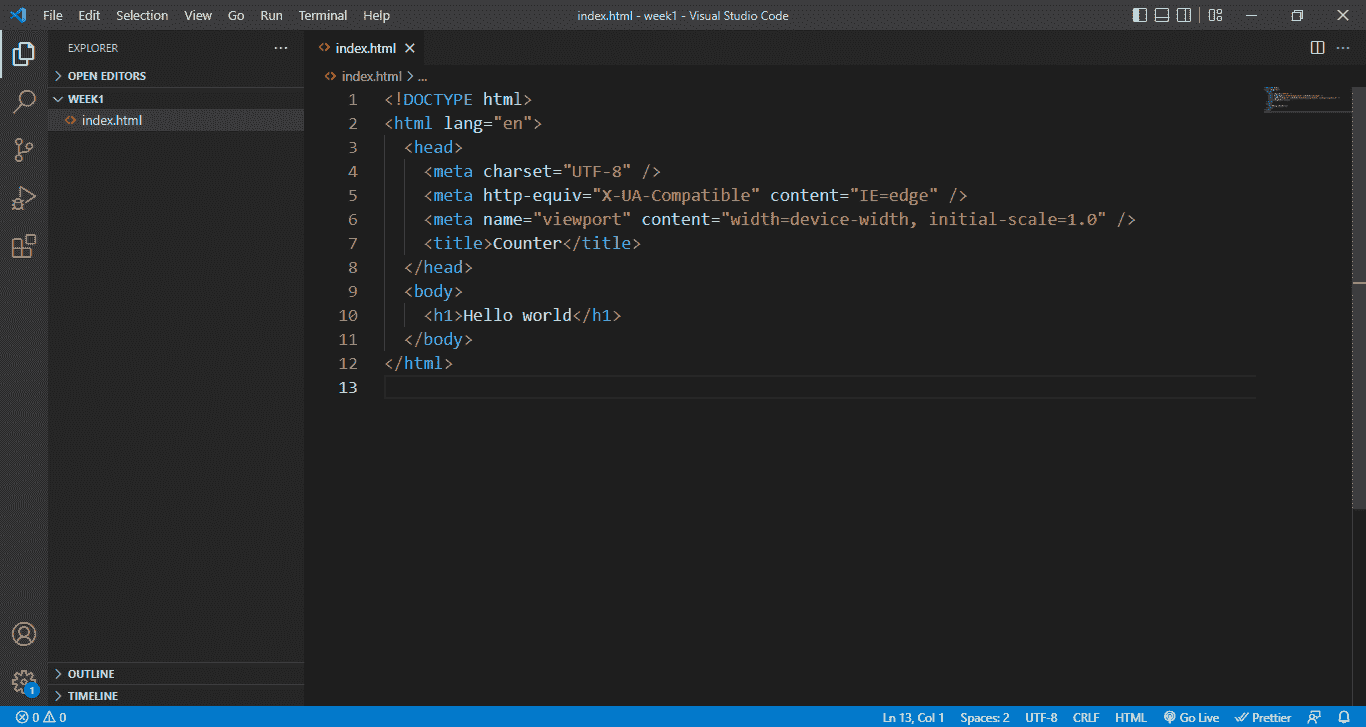 File Edit Selection View Go Run Terminal Help index.html - week1 - Visual Studio Code
EXPLORER
OPEN EDITORS
WEEK1
index.html
OUTLINE
TIMELINE
index.html
index.html > ...
1 <!DOCTYPE html>
2 <html lang="en">
3 <head>
4 <meta charset="UTF-8" />
5 <meta http-equiv="X-UA-Compatible" content="IE=edge" />
6 <meta name="viewport" content="width=device-width, initial-scale=1.0" />
7 <title>Counter</title>
8 </head>
9 <body>
10 <h1>Hello world</h1>
11 </body>
12 </html>
13
1
0 0 Ln 13, Col 1 Spaces: 2 UTF-8 CRLF HTML Go Live Prettier